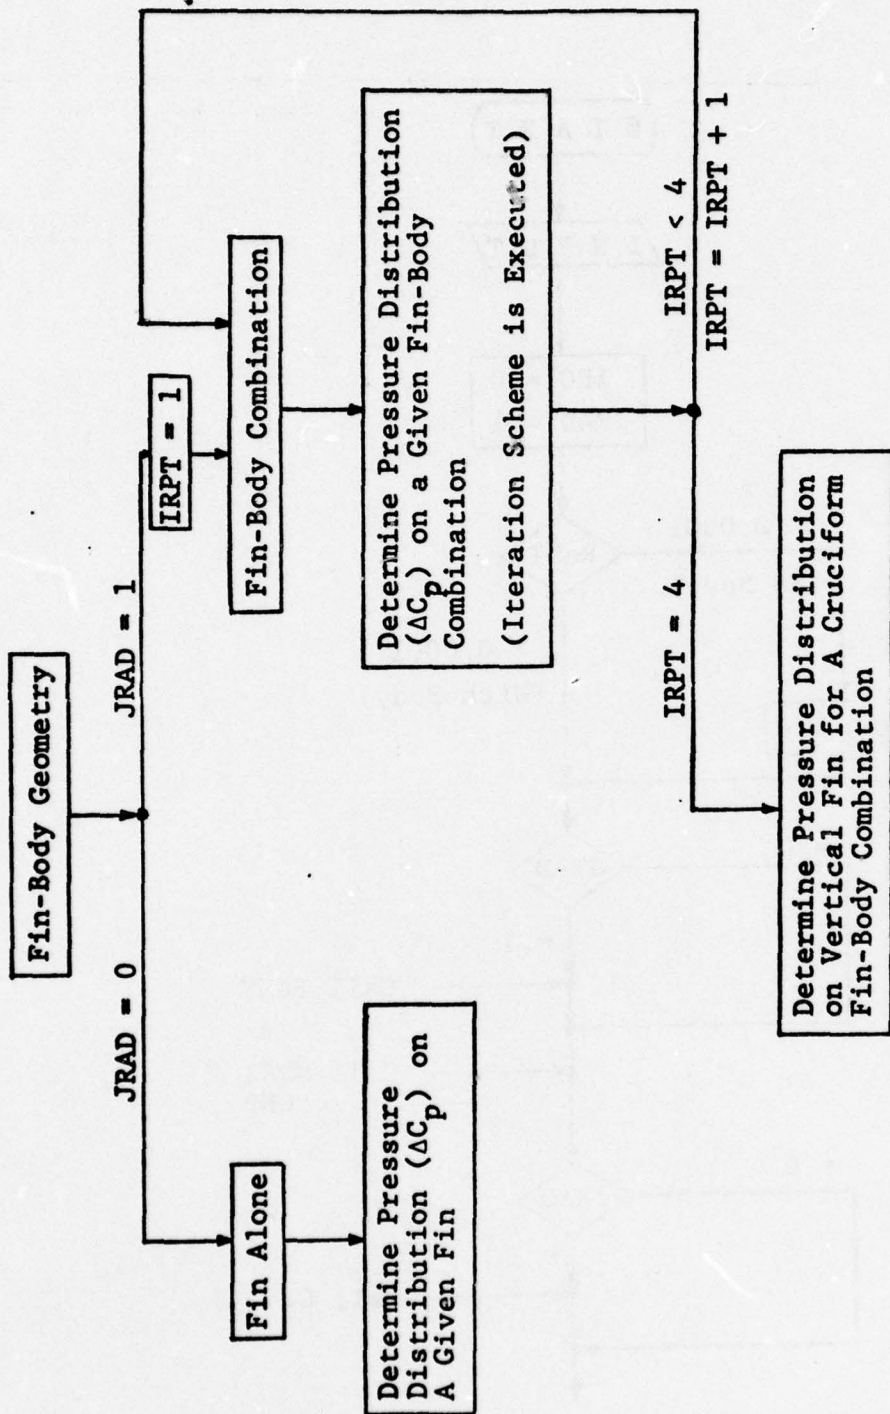 Fin-Body Geometry
JRAD = 0
JRAD = 1
IRPT = 1
Fin Alone
Fin-Body Combination
Determine Pressure
Distribution (ΔCp) on
A Given Fin
Determine Pressure Distribution
(ΔCp) on a Given Fin-Body
Combination
(Iteration Scheme is Executed)
IRPT = 4
IRPT < 4
IRPT = IRPT + 1
Determine Pressure Distribution
on Vertical Fin for A Cruciform
Fin-Body Combination